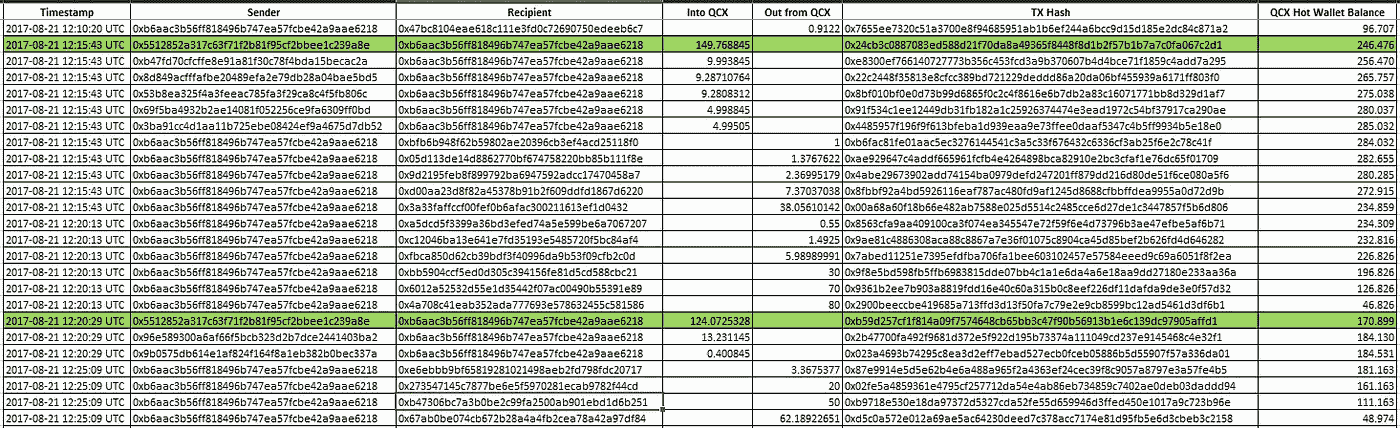 Timestamp Sender Recipient Into QCX Out from QCX TX Hash QCX Hot Wallet Balance
2017-08-21 12:10:20 UTC 0xb6aac3b56ff818496b747ea57fcbe42a9aae6218 0x47bc8104eae618c111e3fd0c72690750edeeb6c7 0.9122 0x7655ee7320c51a3700e8f94685951ab1b6ef244a6bcc9d15d185e2dc84c871a2 96.707
2017-08-21 12:15:43 UTC 0x5512852a317c63f71f2b81f95cf2bbee1c239a8e 0xb6aac3b56ff818496b747ea57fcbe42a9aae6218 149.768845 0x24cb3c0887083ed588d21f70da8a49365f8448f8d1b2f57b1b7a7c0fa067c2d1 246.476
2017-08-21 12:15:43 UTC 0xb47fd70cfcffe8e91a81f30c78f4bda15becac2a 0xb6aac3b56ff818496b747ea57fcbe42a9aae6218 9.993845 0xe8300ef766140727773b356c453fcd3a9b370607b4d4bce71f1859c4add7a295 256.470
2017-08-21 12:15:43 UTC 0x8d849acfffafbe20489efa2e79db28a04bae5bd5 0xb6aac3b56ff818496b747ea57fcbe42a9aae6218 9.28710764 0x22c2448f35813e8cfcc389bd721229deddd86a20da06bf455939a6171ff803f0 265.757
2017-08-21 12:15:43 UTC 0x53b8ea325f4a3feeac785fa3f29ca8c4f5fb806c 0xb6aac3b56ff818496b747ea57fcbe42a9aae6218 9.2808312 0x8bf010bf0e0d73b99d6865f0c2c4f8616e6b7db2a83c16071771bb8d329d1af7 275.038
2017-08-21 12:15:43 UTC 0x69f5ba4932b2ae14081f052256ce9fa6309ff0bd 0xb6aac3b56ff818496b747ea57fcbe42a9aae6218 4.998845 0x91f534c1ee12449db31fb182a1c25926374474e3ead1972c54bf37917ca290ae 280.037
2017-08-21 12:15:43 UTC 0x3ba91cc4d1aa11b725ebe08424ef9a4675d7db52 0xb6aac3b56ff818496b747ea57fcbe42a9aae6218 4.99505 0x4485957f196f9f613bfeba1d939eaa9e73ffee0daaf5347c4b5ff9934b5e18e0 285.032
2017-08-21 12:15:43 UTC 0xb6aac3b56ff818496b747ea57fcbe42a9aae6218 0xbfb6b948f62b59802ae20396cb3ef4acd25118f0 1 0xb6fac81fe01aac5ec3276144541c3a5c33f676432c6336cf3ab25f6e2c78c41f 284.032
2017-08-21 12:15:43 UTC 0xb6aac3b56ff818496b747ea57fcbe42a9aae6218 0x05d113de14d8862770bf674758220bb85b111f8e 1.3767622 0xae929647c4addf665961fcfb4e4264898bca82910e2bc3cfaf1e76dc65f01709 282.655
2017-08-21 12:15:43 UTC 0xb6aac3b56ff818496b747ea57fcbe42a9aae6218 0x9d2195feb8f899792ba6947592adcc17470458a7 2.36995179 0x4abe29673902add74154ba0979defd247201ff879dd216d80de51f6ce080a5f6 280.285
2017-08-21 12:15:43 UTC 0xb6aac3b56ff818496b747ea57fcbe42a9aae6218 0xd00aa23d8f82a45378b91b2f609ddfd1867d6220 7.37037038 0x8fbbf92a4bd5926116eaf787ac480fd9af1245d8688cfbbffdea9955a0d72d9b 272.915
2017-08-21 12:15:43 UTC 0xb6aac3b56ff818496b747ea57fcbe42a9aae6218 0x3a33faffccf00fef0b6afac300211613ef1d0432 38.05610142 0x00a68a60f18b66e482ab7588e025d5514c2485cce6d27de1c3447857f5b6d806 234.859
2017-08-21 12:20:13 UTC 0xb6aac3b56ff818496b747ea57fcbe42a9aae6218 0xa5dcd5f3399a36bd3efed74a5e599be6a7067207 0.55 0x8563cfa9aa409100ca3f074ea345547e72f59f6e4d73796b3ae47efbe5af6b71 234.309
2017-08-21 12:20:13 UTC 0xb6aac3b56ff818496b747ea57fcbe42a9aae6218 0xc12046ba13e641e7fd35193e5485720f5bc84af4 1.4925 0x9ae81c4886308aca88c8867a7e36f01075c8904ca45d85bef2b626fd4d646282 232.816
2017-08-21 12:20:13 UTC 0xb6aac3b56ff818496b747ea57fcbe42a9aae6218 0xfbca850d62cb39bdf3f40996da9b53f09cfb2c0d 5.98989991 0x7abed11251e7395efdfba706fa1bee603102457e57584eeed9c69a6051f8f2ea 226.826
2017-08-21 12:20:13 UTC 0xb6aac3b56ff818496b747ea57fcbe42a9aae6218 0xbb5904ccf5ed0d305c394156fe81d5cd588cbc21 30 0x9f8e5bd598fb5ffb6983815dde07bb4c1a1e6da4a6e18aa9dd27180e233aa36a 196.826
2017-08-21 12:20:13 UTC 0xb6aac3b56ff818496b747ea57fcbe42a9aae6218 0x6012a52532d55e1d35442f07ac00490b55391e89 70 0x9361b2ee7b903a8819fdd16e40c60a315b0c8eef226df11dafda9de3e0f57d32 126.826
2017-08-21 12:20:13 UTC 0xb6aac3b56ff818496b747ea57fcbe42a9aae6218 0x4a708c41eab352ada777693e578632455c581586 80 0x2900beeccbe419685a713ffd3d13f50fa7c79e2e9cb8599bc12ad5461d3df6b1 46.826
2017-08-21 12:20:29 UTC 0x5512852a317c63f71f2b81f95cf2bbee1c239a8e 0xb6aac3b56ff818496b747ea57fcbe42a9aae6218 124.0725328 0xb59d257cf1f814a09f7574648cb65bb3c47f90b56913b1e6c139dc97905affd1 170.899
2017-08-21 12:20:29 UTC 0x96e589300a6af66f5bcb323d2b7dce2441403ba2 0xb6aac3b56ff818496b747ea57fcbe42a9aae6218 13.231145 0x2b47700fa492f9681d372e5f922d195b73374a111049cd237e9145468c4e32f1 184.130
2017-08-21 12:20:29 UTC 0x9b0575db614e1af824f164f8a1eb382b0bec337a 0xb6aac3b56ff818496b747ea57fcbe42a9aae6218 0.400845 0x023a4693b74295c8ea3d2eff7ebad527ecb0fceb05886b5d55907f57a336da01 184.531
2017-08-21 12:25:09 UTC 0xb6aac3b56ff818496b747ea57fcbe42a9aae6218 0xe6ebbb9bf65819281021498aeb2fd798fdc20717 3.3675377 0x87e9914e5d5e62b4e6a488a965f2a4363ef24cec39f8c9057a8797e3a57fe4b5 181.163
2017-08-21 12:25:09 UTC 0xb6aac3b56ff818496b747ea57fcbe42a9aae6218 0x273547145c7877be6e5f5970281ecab9782f44cd 20 0x02fe5a4859361e4795cf257712da54e4ab86eb734859c7402ae0deb03daddd94 161.163
2017-08-21 12:25:09 UTC 0xb6aac3b56ff818496b747ea57fcbe42a9aae6218 0xb47306bc7a3b0be2c99fa2500ab901ebd1d6b251 50 0xb9718e530e18da97372d5327cda52fe55d659946d3ffed450e1017a9c723b96e 111.163
2017-08-21 12:25:09 UTC 0xb6aac3b56ff818496b747ea57fcbe42a9aae6218 0x67ab0be074cb672b28a4a4fb2cea78a42a97df84 62.18922651 0xd5c0a572e012a69ae5ac64230deed7c378acc7174e81d95fb5e6d3cbeb3c2158 48.974